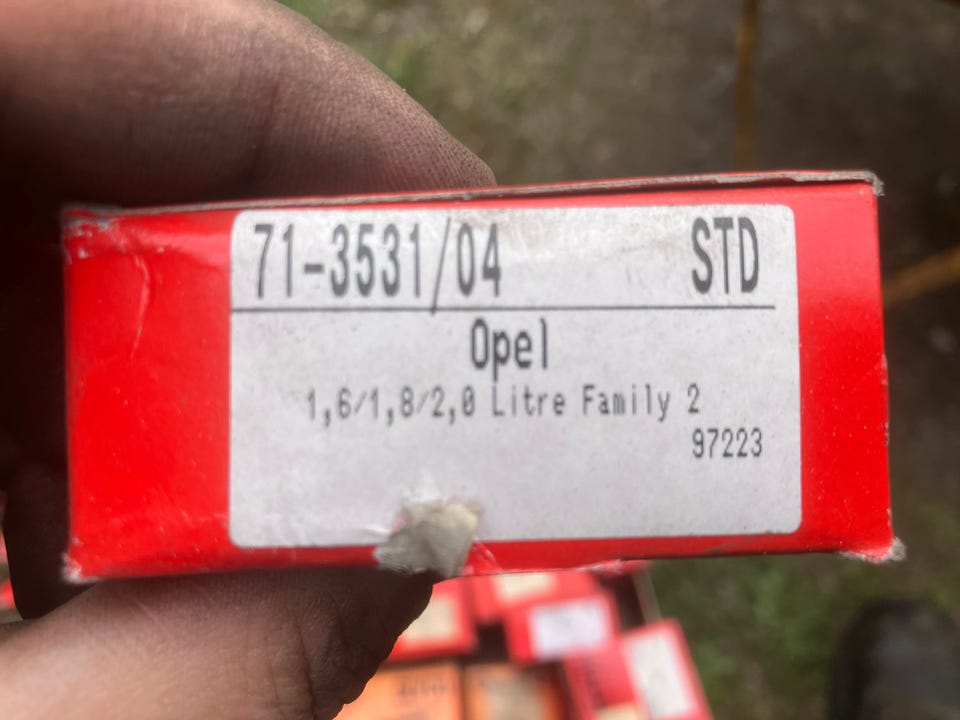 71-3531/04 STD
Opel
1,6/1,8/2,0 Litre Family 2
97223